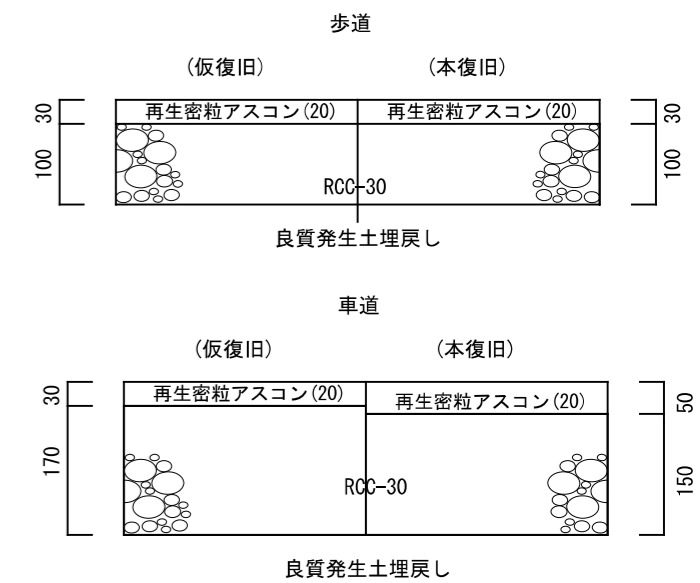 歩道
(仮復旧) (本復旧)
30 再生密粒アスコン(20) 再生密粒アスコン(20) 30
100 RCC-30 100
良質発生土埋戻し
車道
(仮復旧) (本復旧)
30 再生密粒アスコン(20) 再生密粒アスコン(20) 50
170 RCC-30 150
良質発生土埋戻し